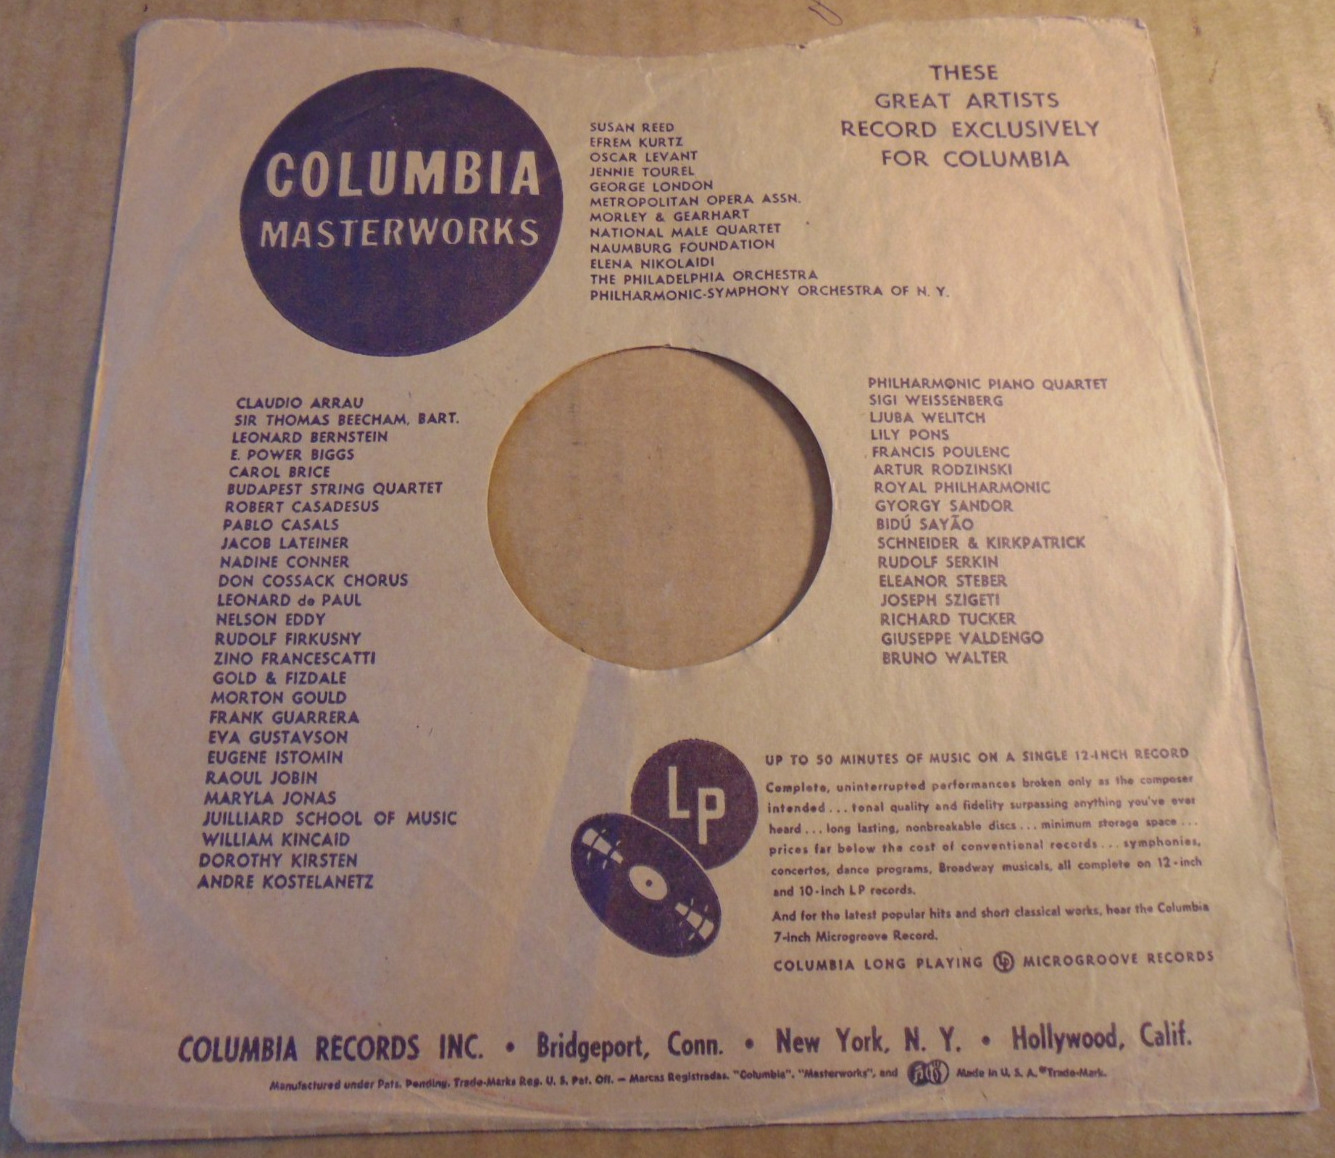 COLUMBIA
MASTERWORKS
THESE
GREAT ARTISTS
RECORD EXCLUSIVELY
FOR COLUMBIA
SUSAN REED
EFREM KURTZ
OSCAR LEVANT
JENNIE TOUREL
GEORGE LONDON
METROPOLITAN OPERA ASSN.
MORLEY & GEARHART
NATIONAL MALE QUARTET
NAUMBURG FOUNDATION
ELENA NIKOLAIDI
THE PHILADELPHIA ORCHESTRA
PHILHARMONIC-SYMPHONY ORCHESTRA OF N. Y.
CLAUDIO ARRAU
SIR THOMAS BEECHAM, BART.
LEONARD BERNSTEIN
E. POWER BIGGS
CAROL BRICE
BUDAPEST STRING QUARTET
ROBERT CASADESUS
PABLO CASALS
JACOB LATEINER
NADINE CONNER
DON COSSACK CHORUS
LEONARD de PAUL
NELSON EDDY
RUDOLF FIRKUSNY
ZINO FRANCESCATTI
GOLD & FIZDALE
MORTON GOULD
FRANK GUARRERA
EVA GUSTAVSON
EUGENE ISTOMIN
RAOUL JOBIN
MARYLA JONAS
JUILLIARD SCHOOL OF MUSIC
WILLIAM KINCAID
DOROTHY KIRSTEN
ANDRE KOSTELANETZ
PHILHARMONIC PIANO QUARTET
SIGI WEISSENBERG
LJUBA WELITCH
LILY PONS
FRANCIS POULENC
ARTUR RODZINSKI
ROYAL PHILHARMONIC
GYORGY SANDOR
BIDÚ SAYÃO
SCHNEIDER & KIRKPATRICK
RUDOLF SERKIN
ELEANOR STEBER
JOSEPH SZIGETI
RICHARD TUCKER
GIUSEPPE VALDENGO
BRUNO WALTER
LP
UP TO 50 MINUTES OF MUSIC ON A SINGLE 12-INCH RECORD
Complete, uninterrupted performances broken only as the composer
intended . . . tonal quality and fidelity surpassing anything you've ever
heard . . . long lasting, nonbreakable discs . . . minimum storage space . . .
prices far below the cost of conventional records . . . symphonies,
concertos, dance programs, Broadway musicals, all complete on 12-inch
and 10-inch LP records.
And for the latest popular hits and short classical works, hear the Columbia
7-inch Microgroove Record.
COLUMBIA LONG PLAYING LP MICROGROOVE RECORDS
COLUMBIA RECORDS INC. • Bridgeport, Conn. • New York, N. Y. • Hollywood, Calif.
Manufactured under Pats. Pending. Trade-Marks Reg. U. S. Pat. Off. — Marcas Registradas. "Columbia", "Masterworks", and Made in U. S. A. Trade-Mark.